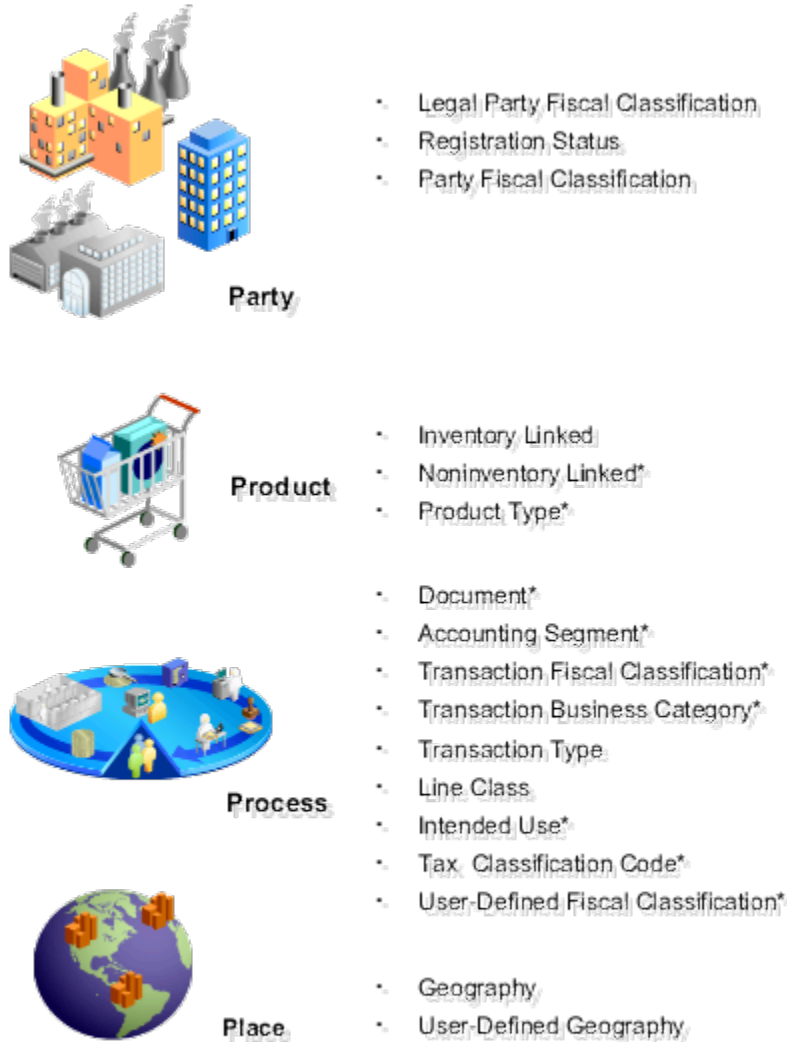 Party
· Legal Party Fiscal Classification
· Registration Status
· Party Fiscal Classification
Product
· Inventory Linked
· Noninventory Linked*
· Product Type*
Process
· Document*
· Accounting Segment*
· Transaction Fiscal Classification*
· Transaction Business Category*
· Transaction Type
· Line Class
· Intended Use*
· Tax Classification Code*
· User-Defined Fiscal Classification*
Place
· Geography
· User-Defined Geography